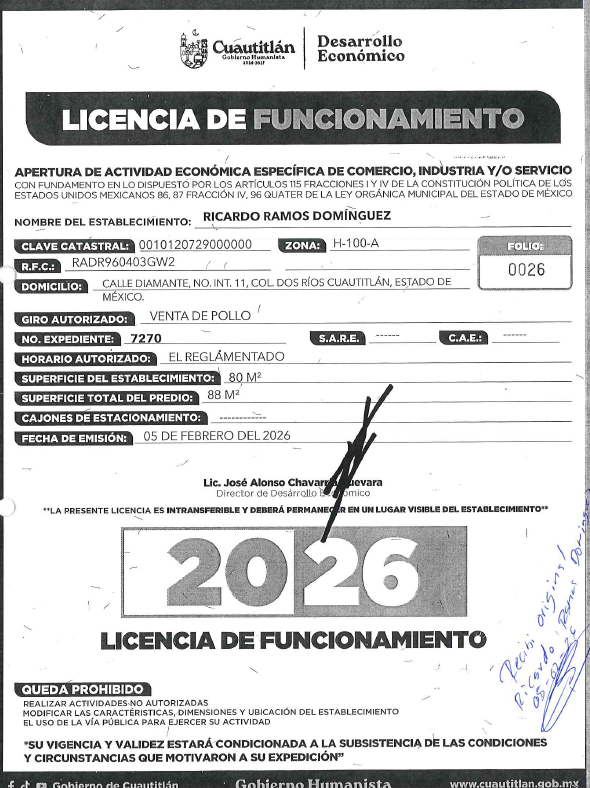 Cuautitlán
Gobierno Humanista
Desarrollo
Económico
LICENCIA DE FUNCIONAMIENTO
APERTURA DE ACTIVIDAD ECONÓMICA ESPECÍFICA DE COMERCIO, INDUSTRIA Y/O SERVICIO
CON FUNDAMENTO EN LO DISPUESTO POR LOS ARTÍCULOS 115 FRACCIONES I Y IV DE LA CONSTITUCIÓN POLÍTICA DE LOS
ESTADOS UNIDOS MEXICANOS 86, 87 FRACCIÓN IV, 96 QUATER DE LA LEY ORGÁNICA MUNICIPAL DEL ESTADO DE MÉXICO
NOMBRE DEL ESTABLECIMIENTO: RICARDO RAMOS DOMÍNGUEZ
CLAVE CATASTRAL: 0010120729000000 ZONA: H-100-A
FOLIO:
0026
R.F.C.: RADR960403GW2
DOMICILIO: CALLE DIAMANTE, NO. INT. 11, COL. DOS RÍOS CUAUTITLÁN, ESTADO DE
MÉXICO.
GIRO AUTORIZADO: VENTA DE POLLO
NO. EXPEDIENTE: 7270 S.A.R.E. ------ C.A.E.: ------
HORARIO AUTORIZADO: EL REGLAMENTADO
SUPERFICIE DEL ESTABLECIMIENTO: 80 M²
SUPERFICIE TOTAL DEL PREDIO: 88 M²
CAJONES DE ESTACIONAMIENTO: ------------
FECHA DE EMISIÓN: 05 DE FEBRERO DEL 2026
Lic. José Alonso Chavarría Guevara
Director de Desarrollo Económico
**LA PRESENTE LICENCIA ES INTRANSFERIBLE Y DEBERÁ PERMANECER EN UN LUGAR VISIBLE DEL ESTABLECIMIENTO**
2026
LICENCIA DE FUNCIONAMIENTO
Recibí original
Ricardo Ramos Domínguez
05-02-26
QUEDA PROHIBIDO
REALIZAR ACTIVIDADES NO AUTORIZADAS
MODIFICAR LAS CARACTERISTICAS, DIMENSIONES Y UBICACIÓN DEL ESTABLECIMIENTO
EL USO DE LA VÍA PÚBLICA PARA EJERCER SU ACTIVIDAD
"SU VIGENCIA Y VALIDEZ ESTARÁ CONDICIONADA A LA SUBSISTENCIA DE LAS CONDICIONES
Y CIRCUNSTANCIAS QUE MOTIVARON A SU EXPEDICIÓN"
Gobierno de Cuautitlán
Gobierno Humanista
www.cuautitlan.gob.mx